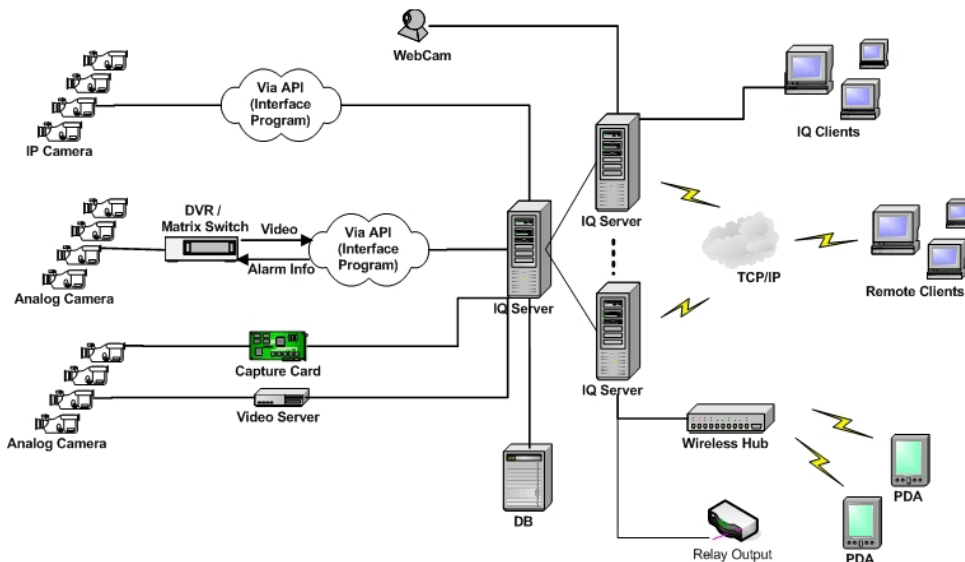 WebCam
Via API
(Interface
Program)
IP Camera
IQ Clients
IQ Server
DVR /
Matrix Switch
Video
Alarm Info
Via API
(Interface
Program)
Analog Camera
IQ Server
TCP/IP
Remote Clients
Capture Card
Video Server
Analog Camera
IQ Server
Wireless Hub
DB
PDA
PDA
Relay Output